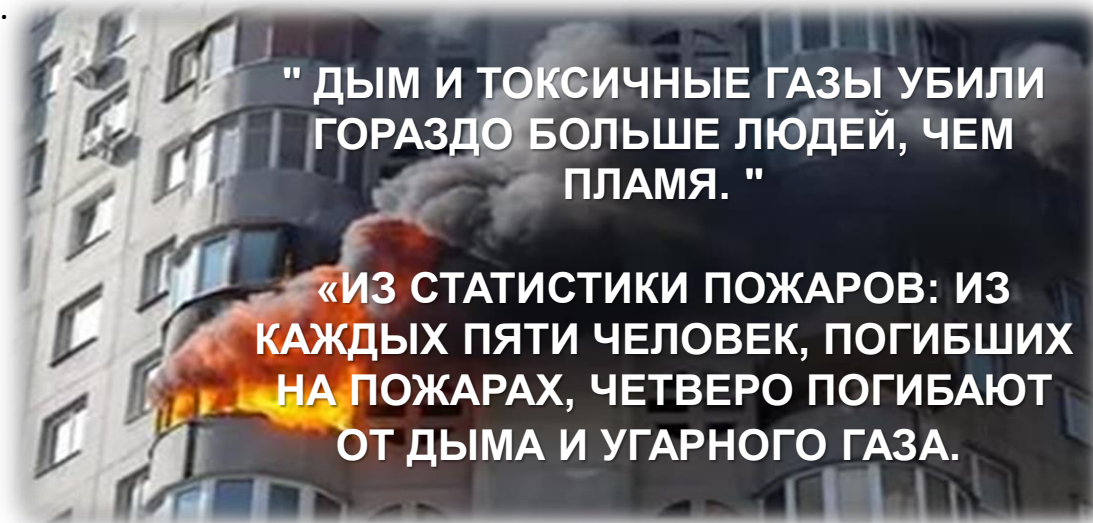 .
" ДЫМ И ТОКСИЧНЫЕ ГАЗЫ УБИЛИ
ГОРАЗДО БОЛЬШЕ ЛЮДЕЙ, ЧЕМ
ПЛАМЯ. "
«ИЗ СТАТИСТИКИ ПОЖАРОВ: ИЗ
КАЖДЫХ ПЯТИ ЧЕЛОВЕК, ПОГИБШИХ
НА ПОЖАРАХ, ЧЕТВЕРО ПОГИБАЮТ
ОТ ДЫМА И УГАРНОГО ГАЗА.